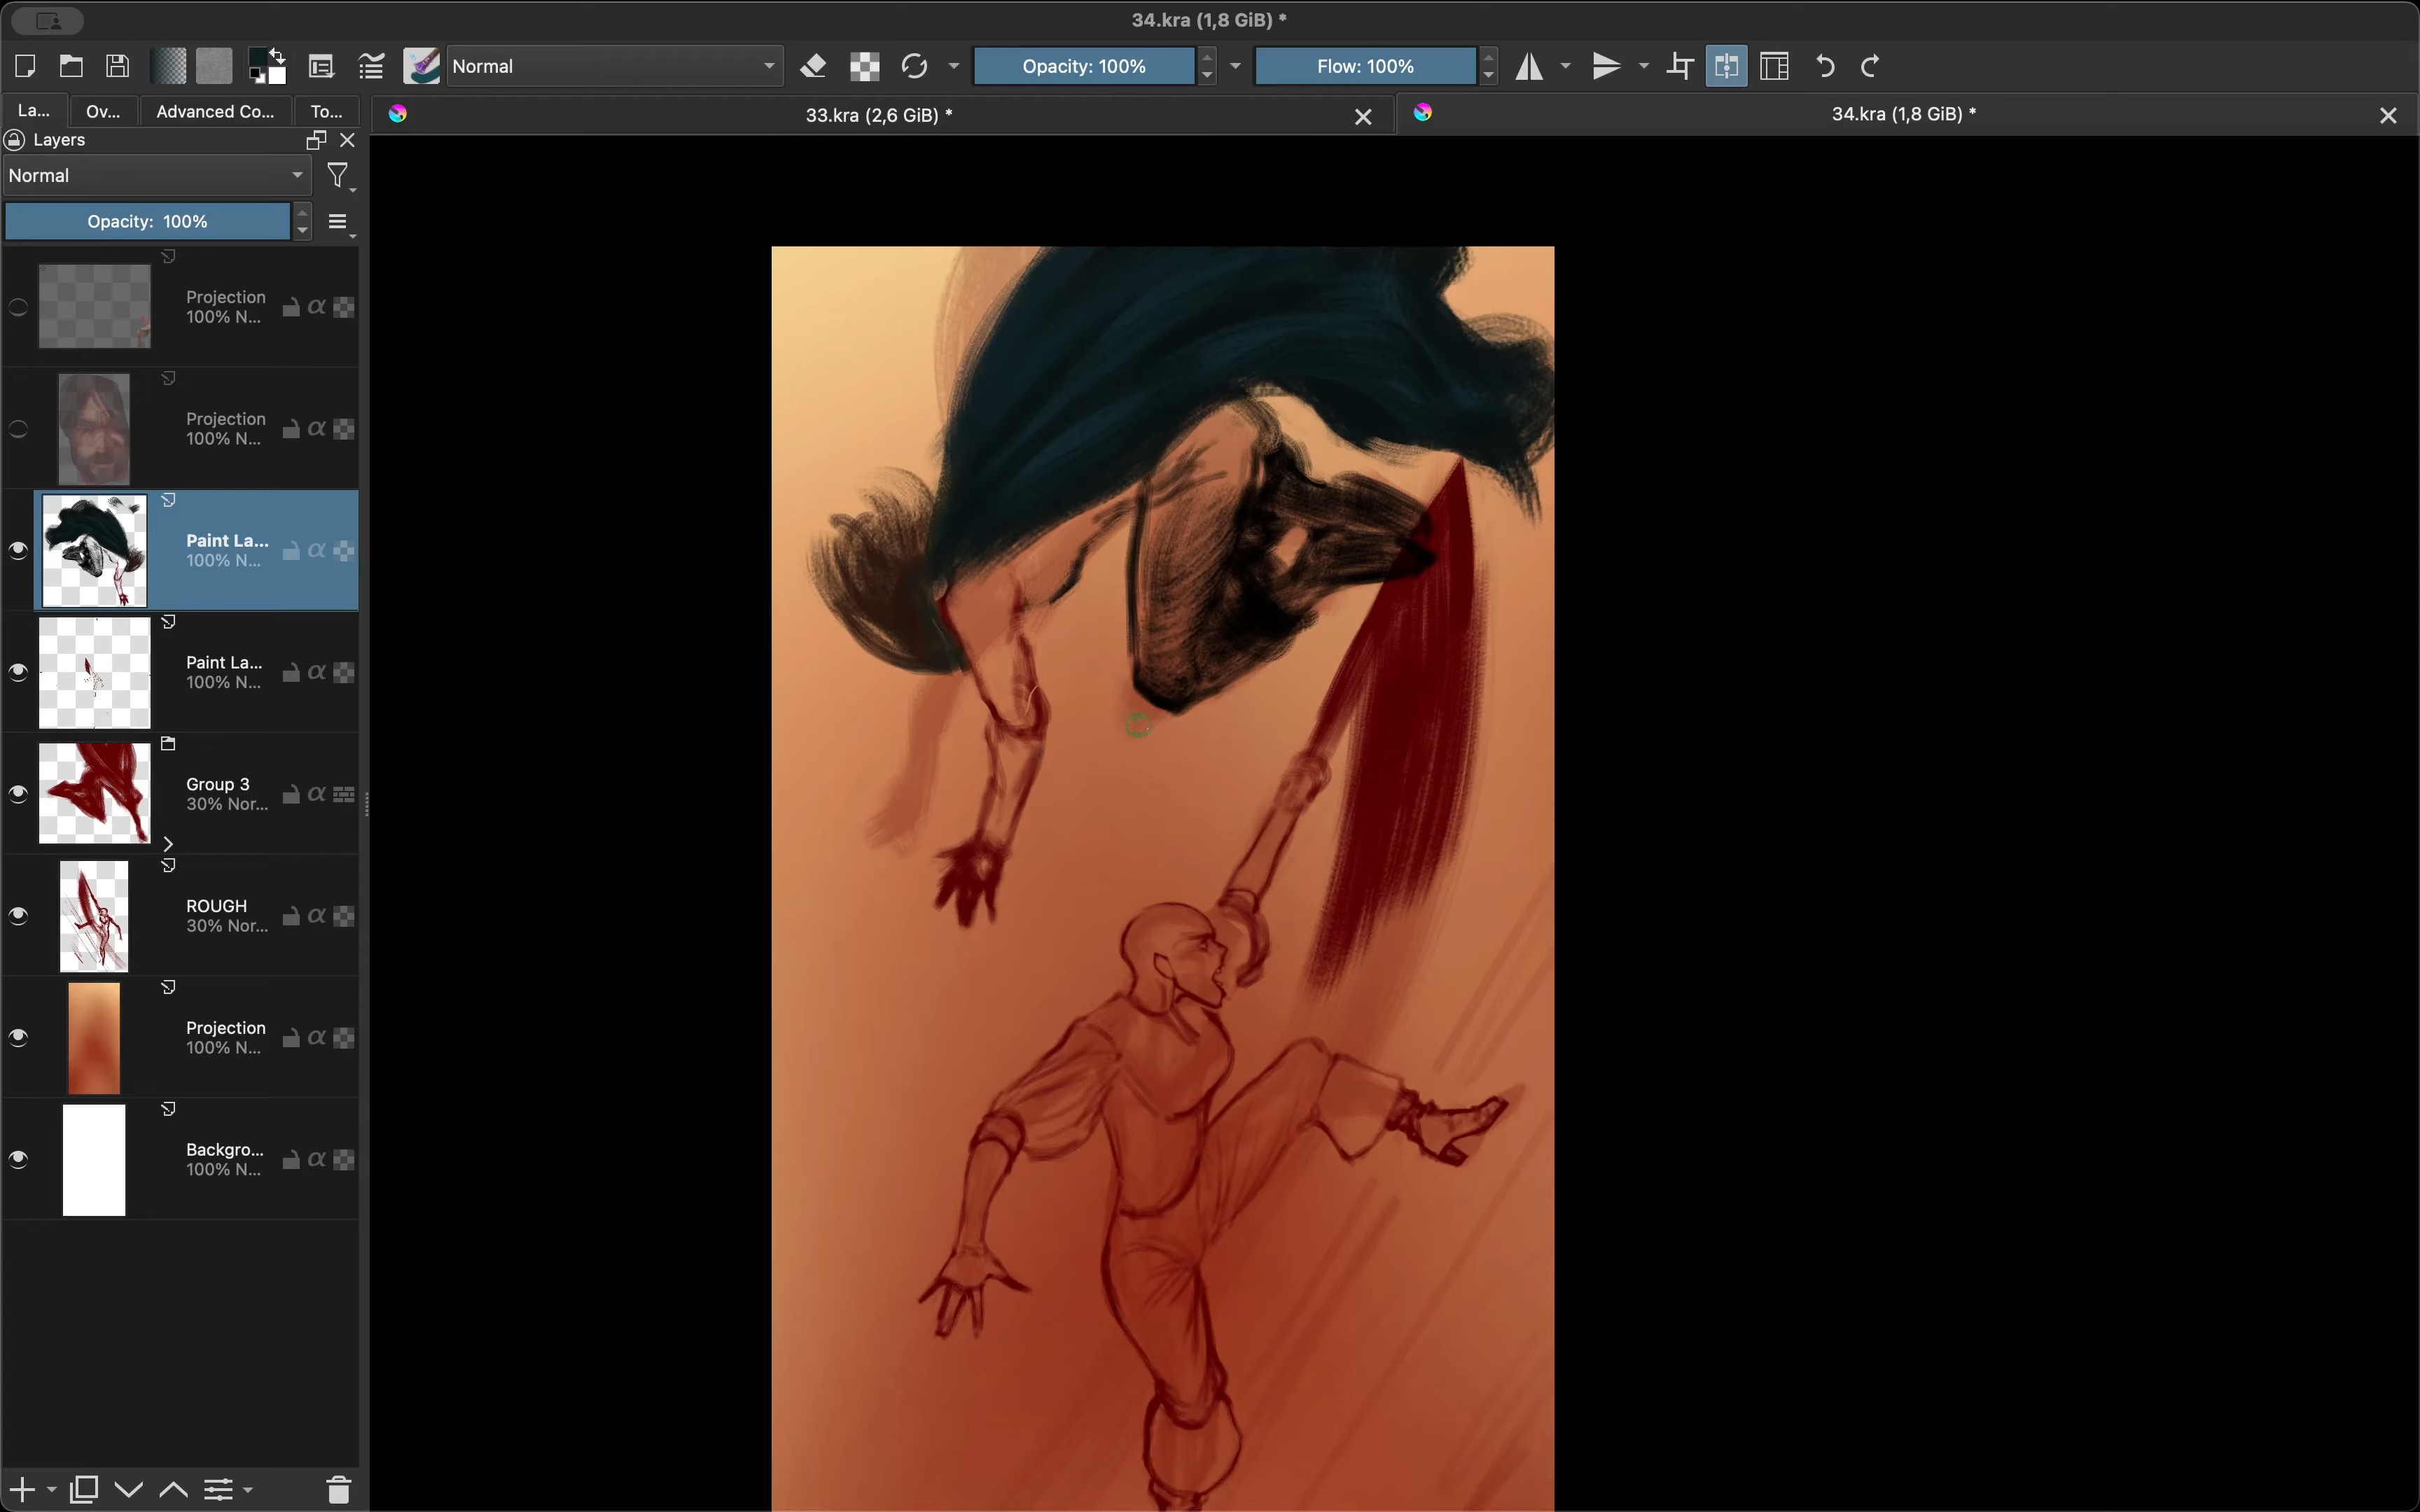 34.kra (1,8 GiB) *
Normal
Opacity: 100%
Flow: 100%
La...
Ov...
Advanced Co...
To...
33.kra (2,6 GiB) *
34.kra (1,8 GiB) *
Layers
Normal
Opacity: 100%
Projection
100% N...
α
Projection
100% N...
α
Paint La...
100% N...
α
Paint La...
100% N...
α
Group 3
30% Nor...
α
ROUGH
30% Nor...
α
Projection
100% N...
α
Backgro...
100% N...
α